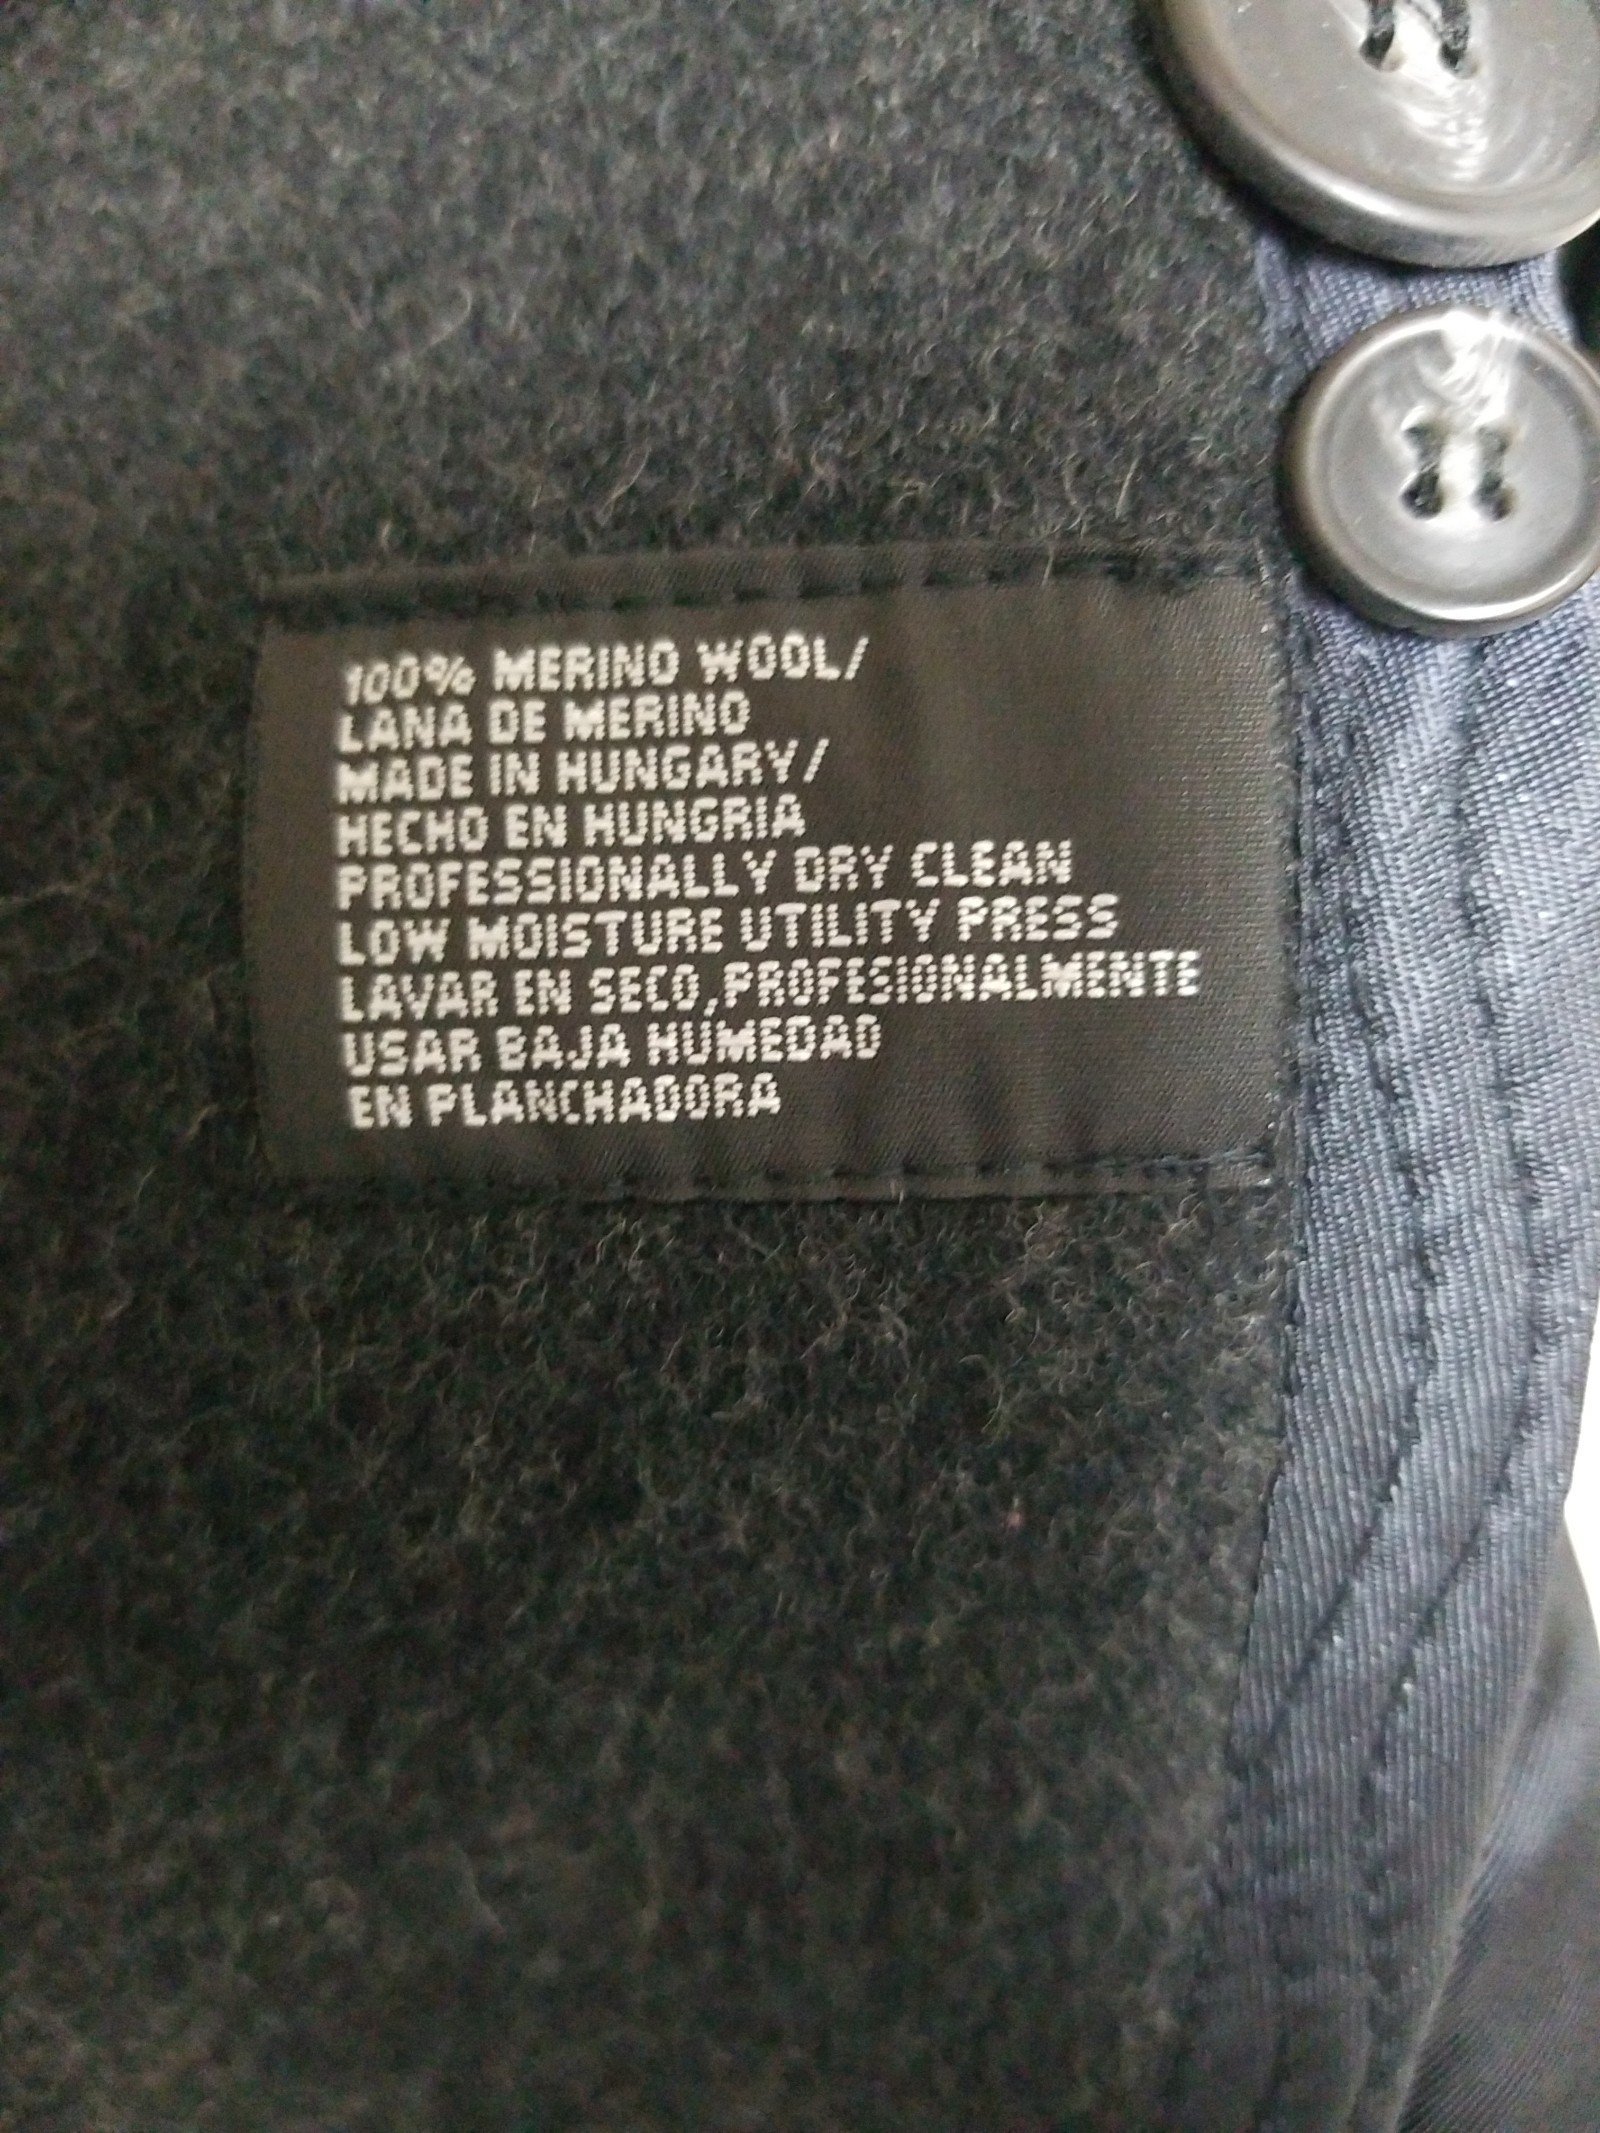 100% MERINO WOOL/
LANA DE MERINO
MADE IN HUNGARY/
HECHO EN HUNGRIA
PROFESSIONALLY DRY CLEAN
LOW MOISTURE UTILITY PRESS
LAVAR EN SECO,PROFESIONALMENTE
USAR BAJA HUMEDAD
EN PLANCHADORA